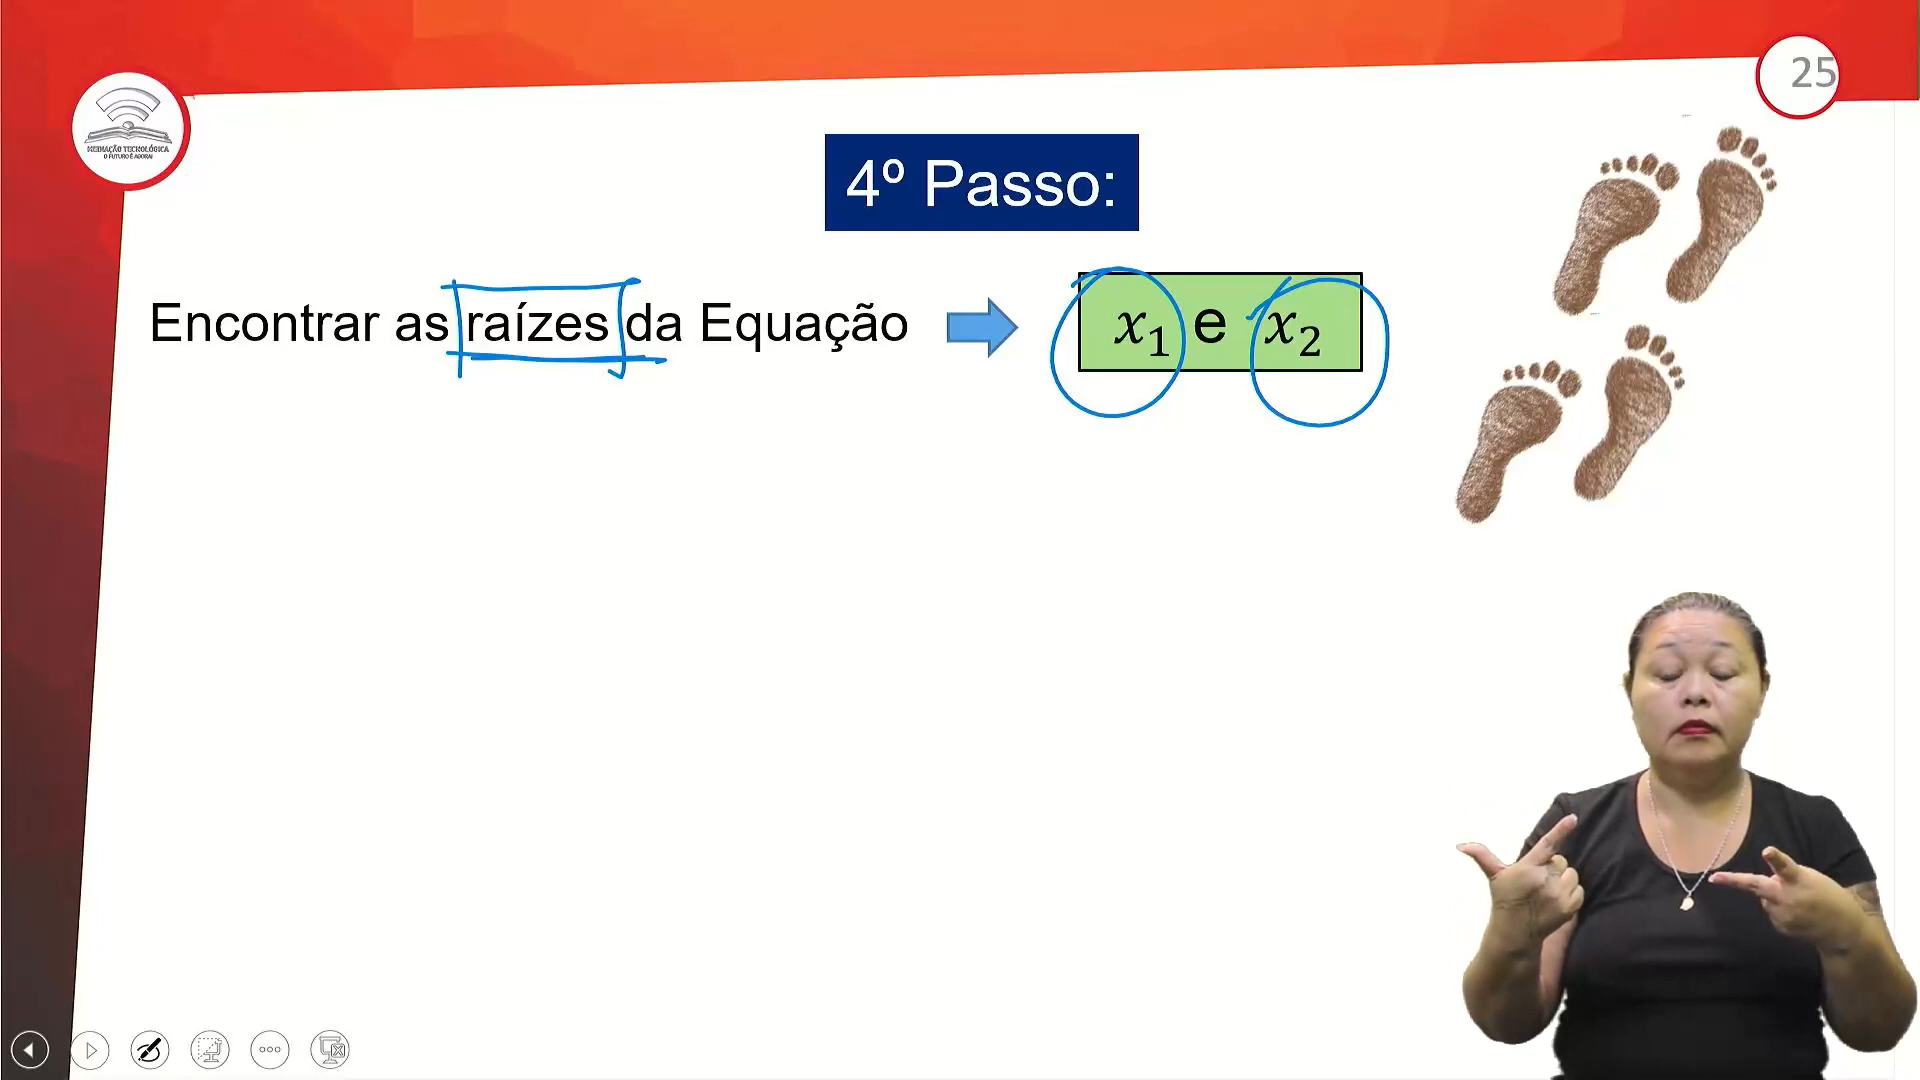 25
MEDIAÇÃO TECNOLÓGICA
O FUTURO É AGORA!
4º Passo:
Encontrar as raízes da Equação x₁ e x₂